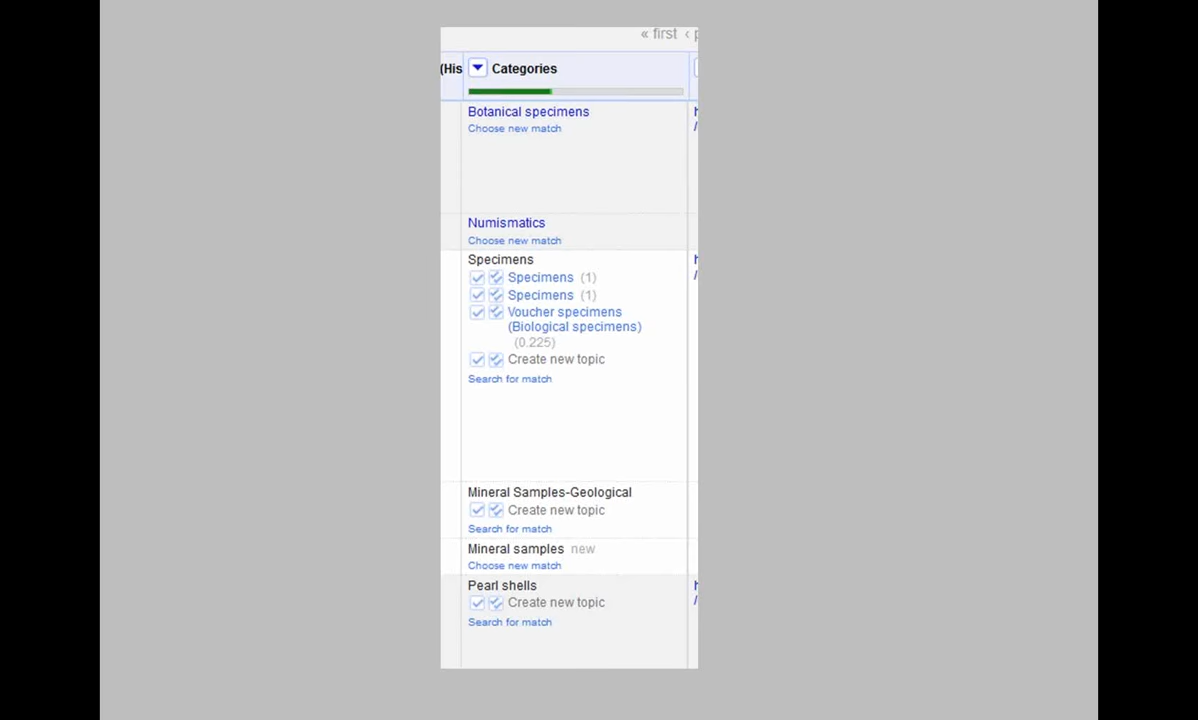 « first ‹ p
(His Categories
Botanical specimens h
Choose new match /
Numismatics
Choose new match
Specimens h
Specimens (1) /
Specimens (1)
Voucher specimens
(Biological specimens)
(0.225)
Create new topic
Search for match
Mineral Samples-Geological
Create new topic
Search for match
Mineral samples new
Choose new match
Pearl shells h
Create new topic /
Search for match